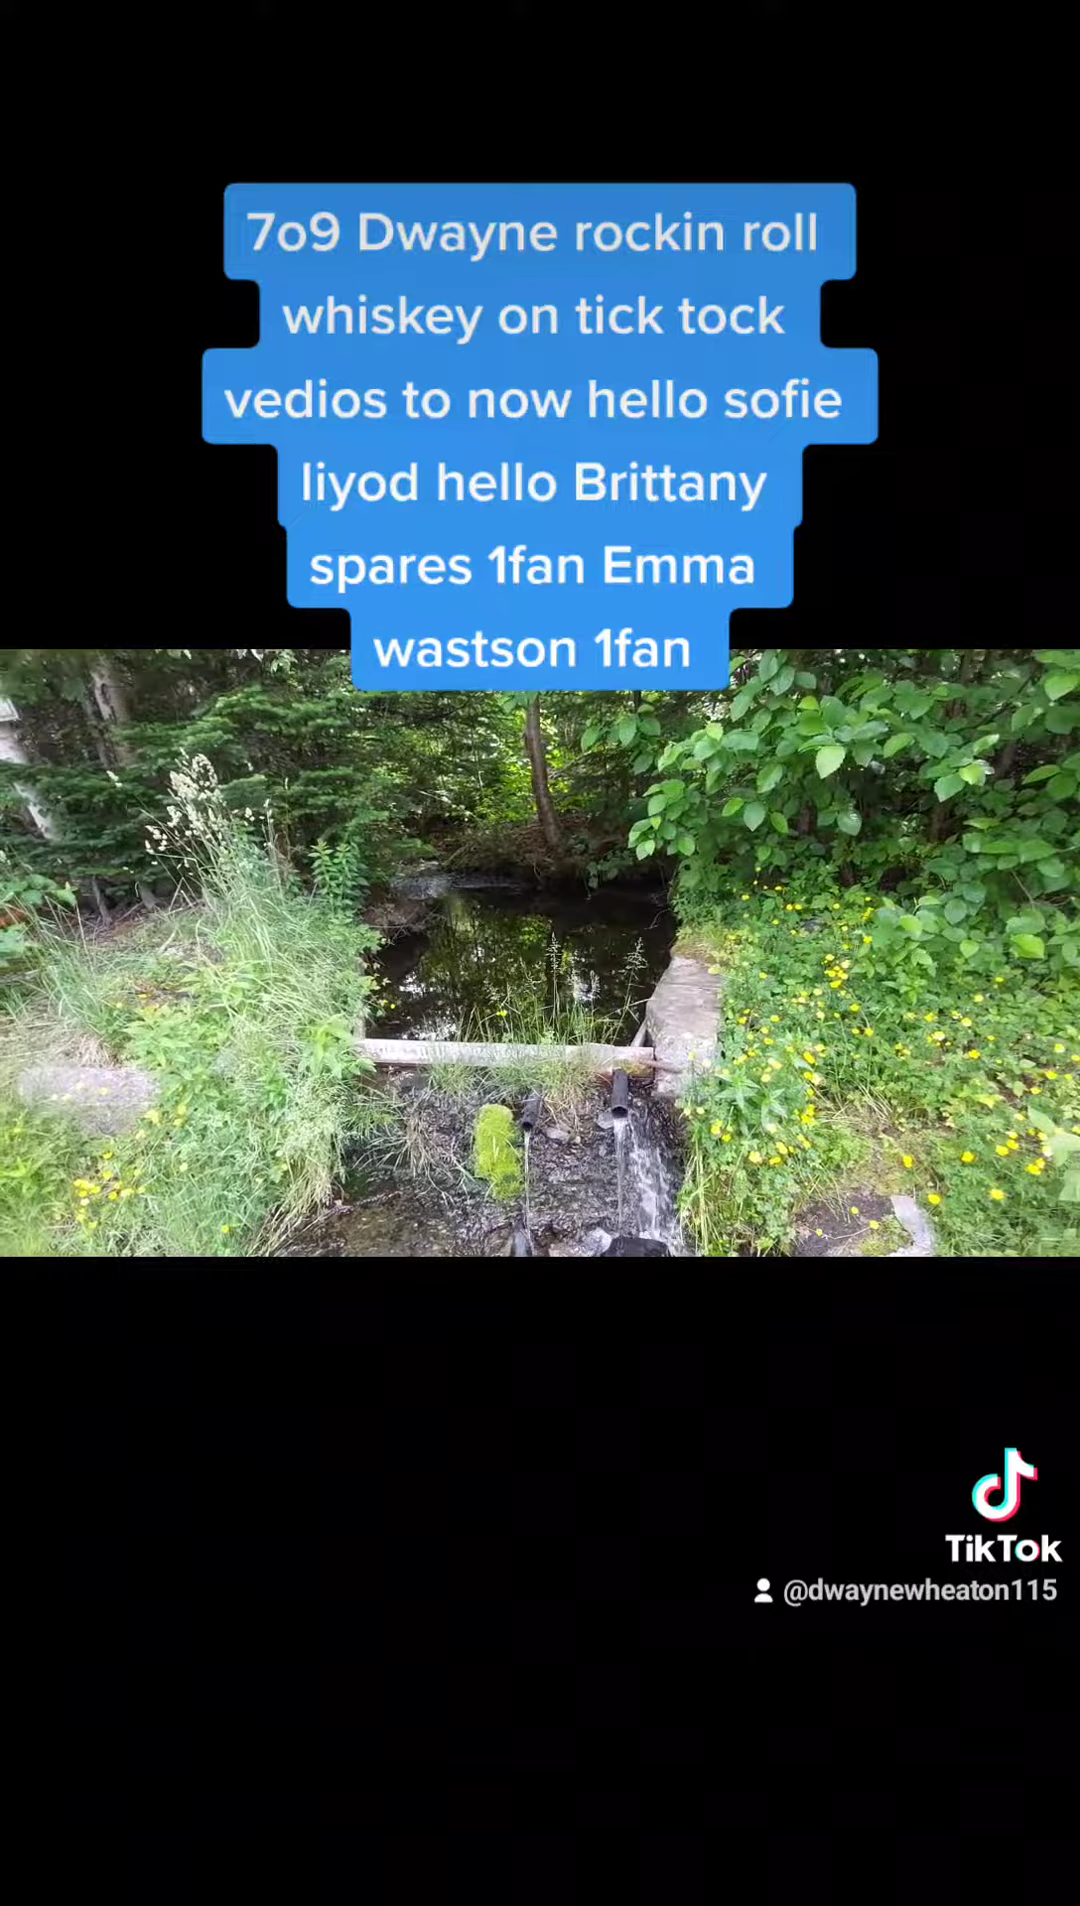 7o9 Dwayne rockin roll
whiskey on tick tock
vedios to now hello sofie
liyod hello Brittany
spares 1fan Emma
wastson 1fan
TikTok
@dwaynewheaton115